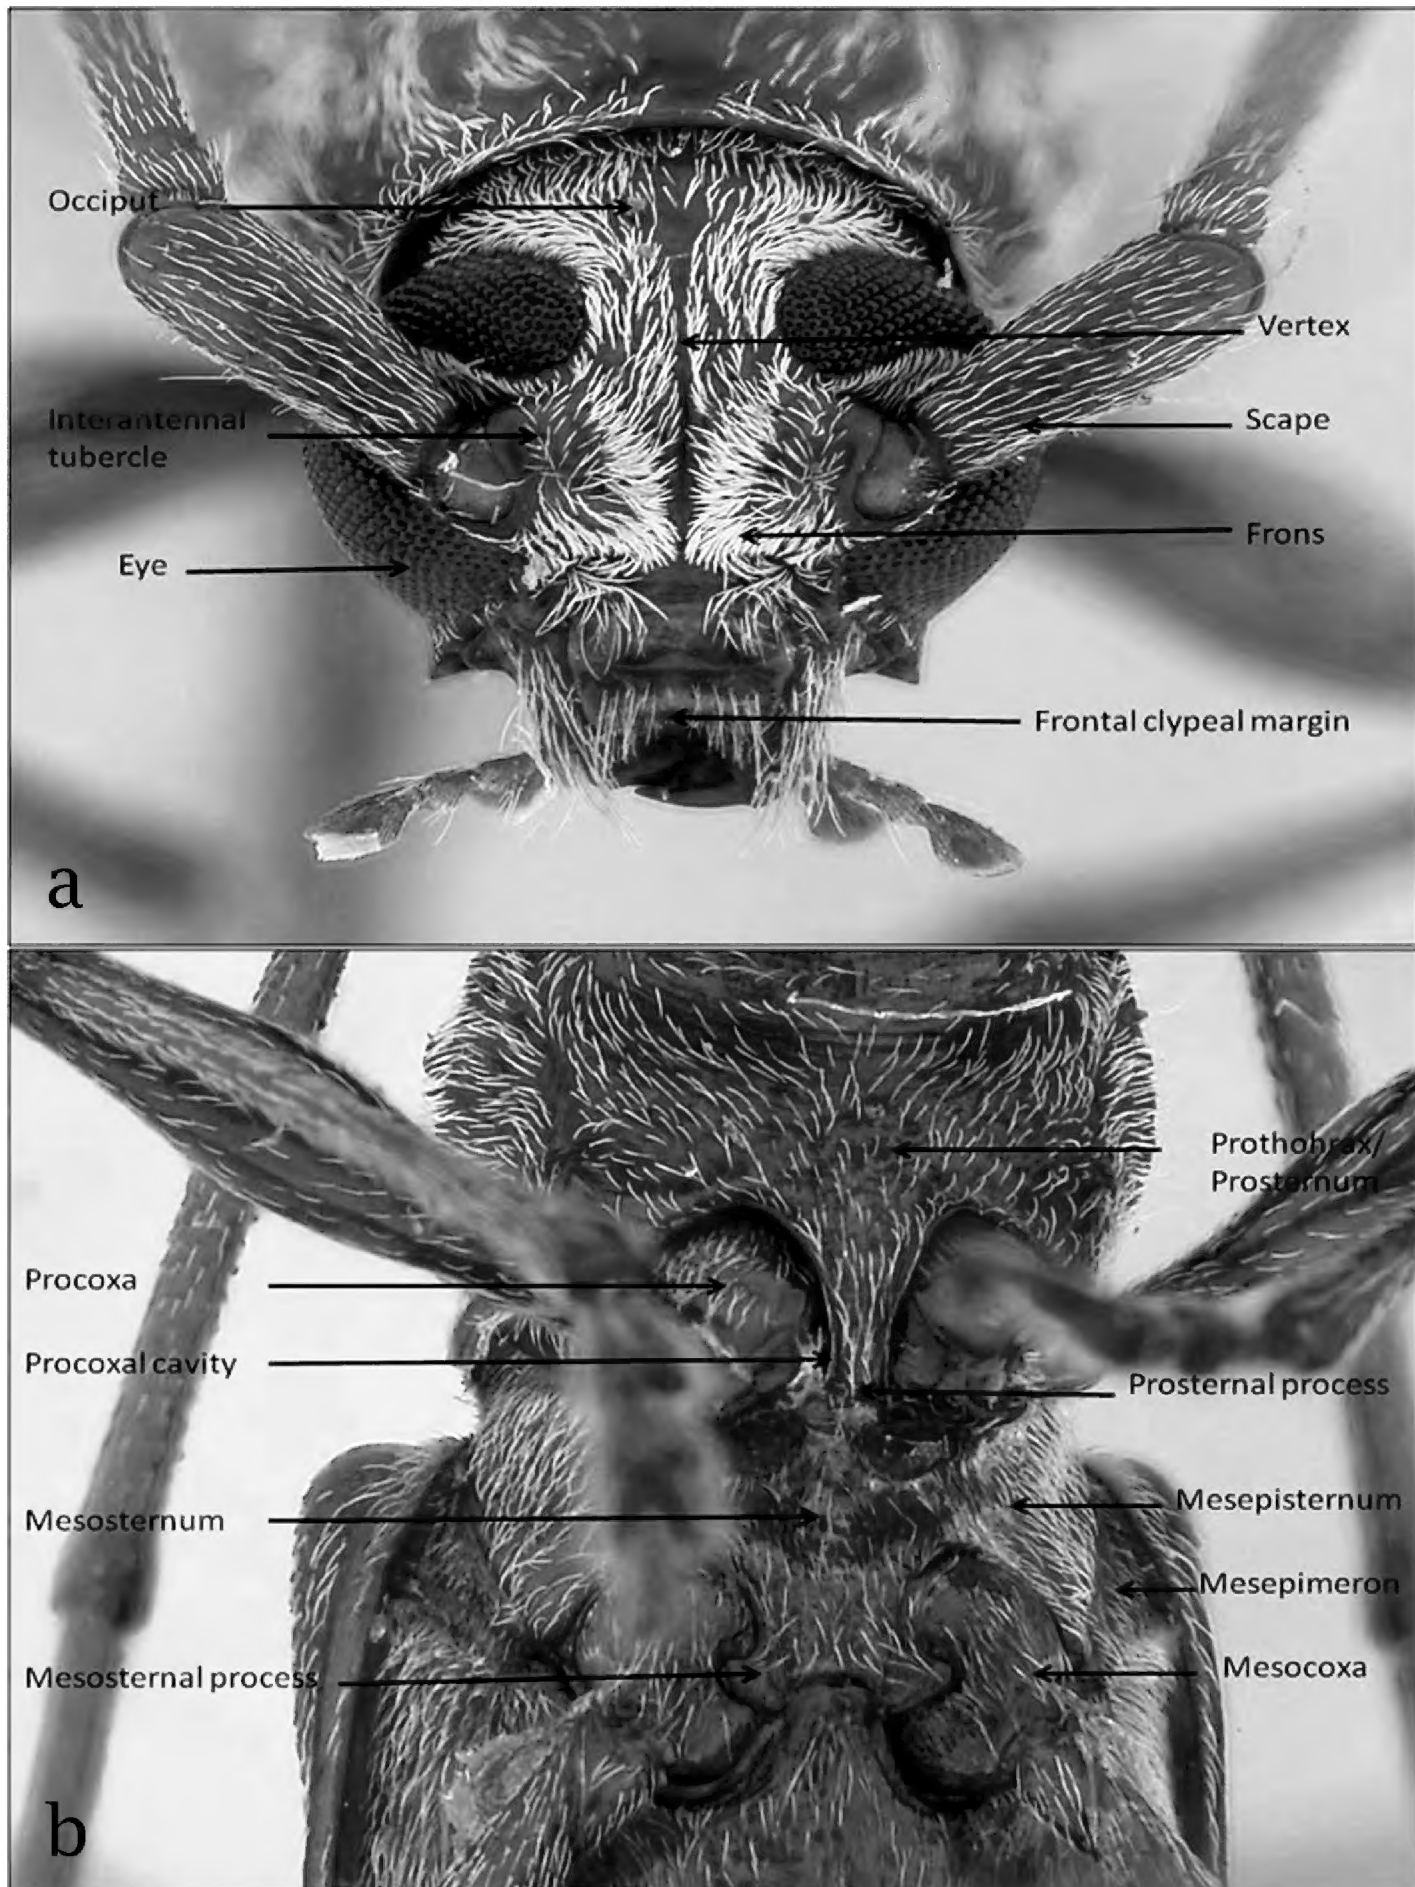 Occiput
Vertex
Interantennal
tubercle
Scape
Frons
Eye
Frontal clypeal margin
a
Prothohrax/
Prosternum
Procoxa
Procoxal cavity
Prosternal process
Mesepisternum
Mesosternum
Mesepimeron
Mesosternal process
Mesocoxa
b